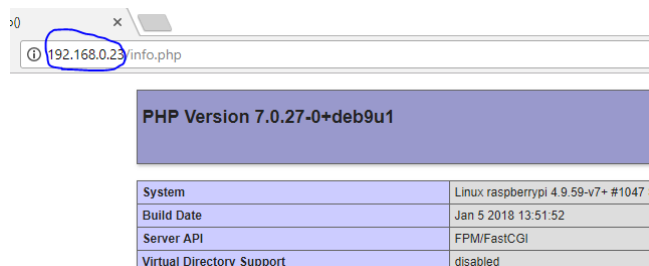 192.168.0.23/info.php
PHP Version 7.0.27-0+deb9u1
System Linux raspberrypi 4.9.59-v7+ #1047
Build Date Jan 5 2018 13:51:52
Server API FPM/FastCGI
Virtual Directory Support disabled